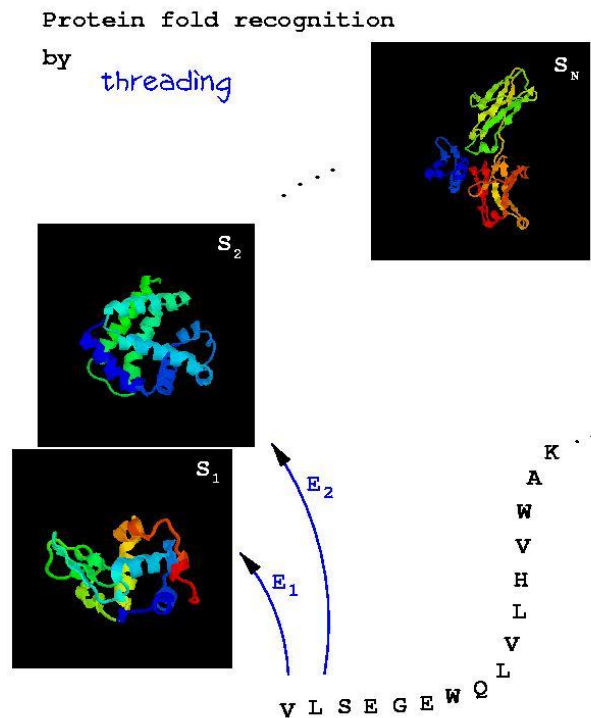 Protein fold recognition
by
threading
S_N
. . . . .
S_2
S_1
E_2
E_1
V L S E G E W Q L V L H V W A K . .